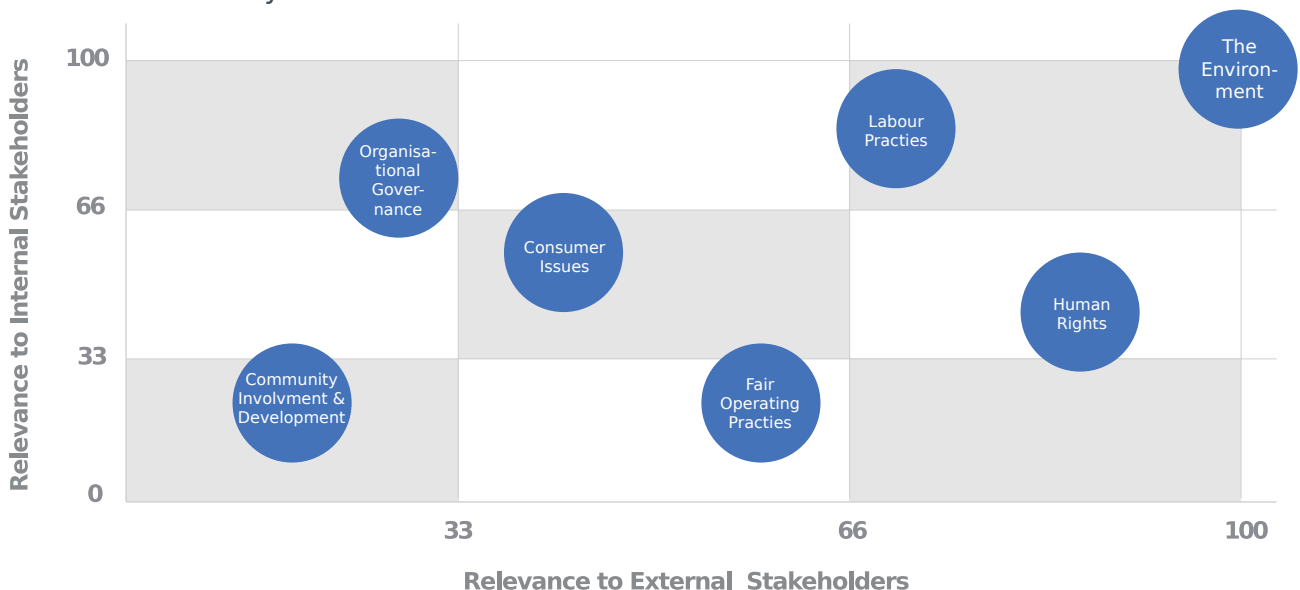 100
66
33
0
Relevance to Internal Stakeholders
The
Environ-
ment
Labour
Practies
Organisa-
tional
Gover-
nance
Consumer
Issues
Human
Rights
Community
Involvment &
Development
Fair
Operating
Practies
33
66
100
Relevance to External Stakeholders